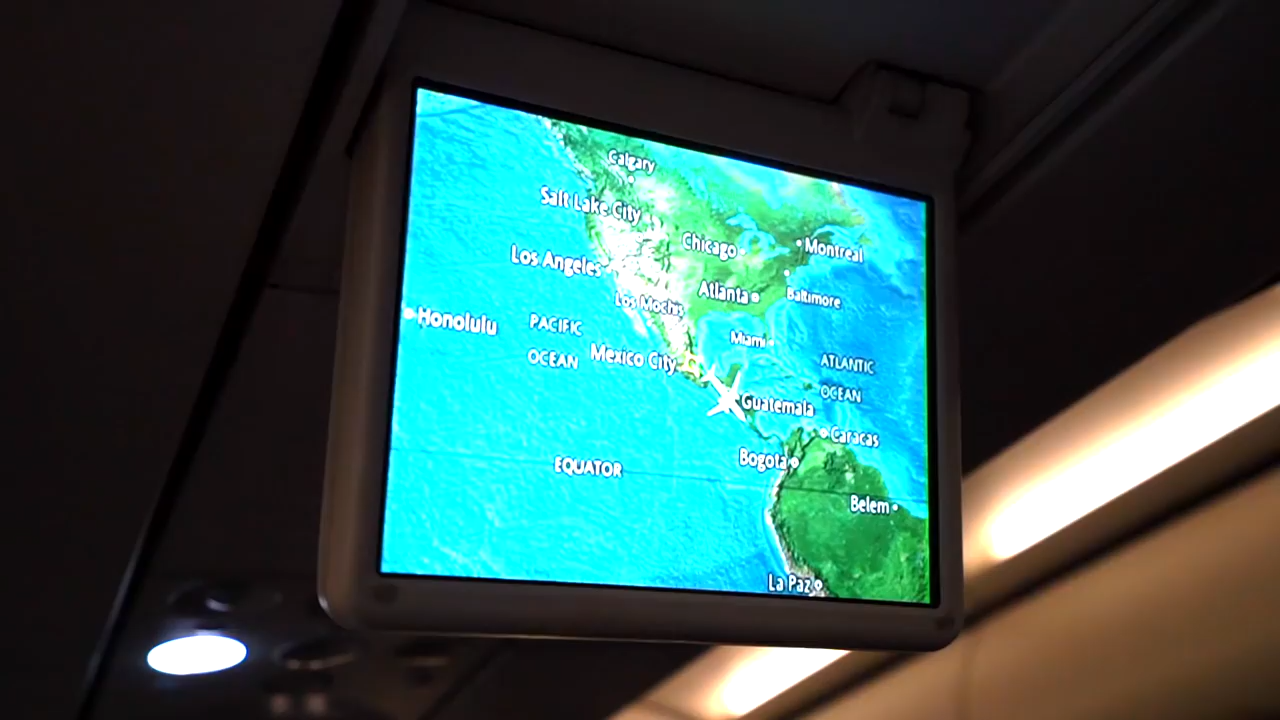 Calgary
Salt Lake City
Chicago
Montreal
Los Angeles
Atlanta
Baltimore
Los Mochis
Honolulu
PACIFIC
OCEAN
Miami
Mexico City
ATLANTIC
OCEAN
Guatemala
Caracas
Bogota
EQUATOR
Belem
La Paz